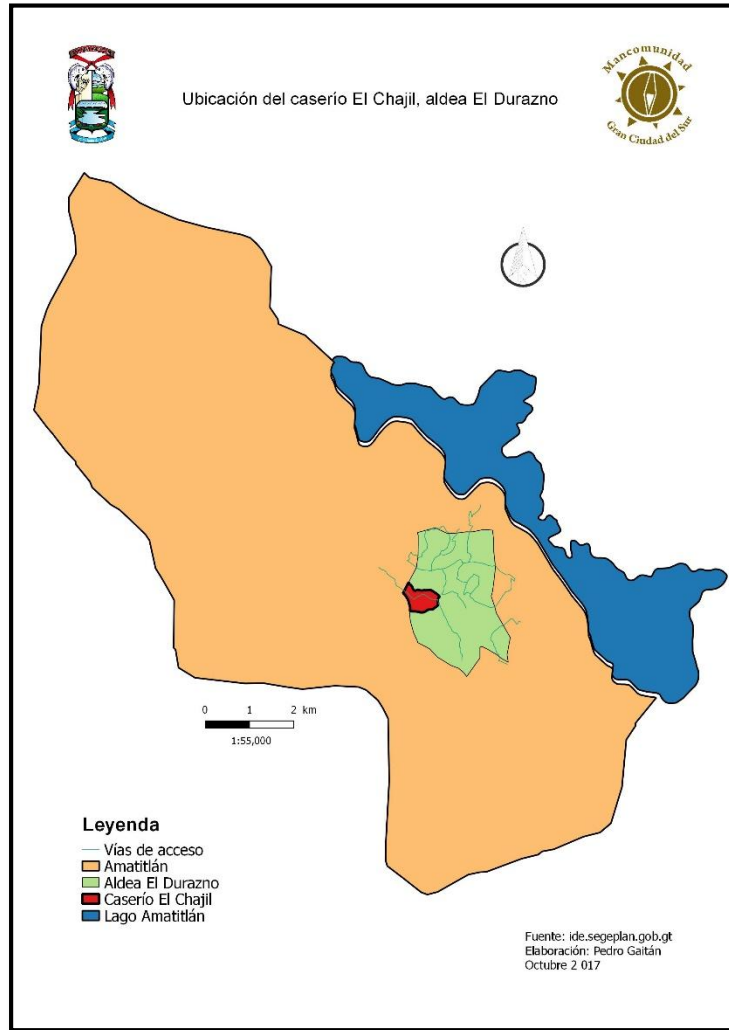 Ubicación del caserío El Chajil, aldea El Durazno
Mancomunidad
Gran Ciudad del Sur
0 1 2 km
1:55,000
Leyenda
Vías de acceso
Amatitlán
Aldea El Durazno
Caserío El Chajil
Lago Amatitlán
Fuente: ide.segeplan.gob.gt
Elaboración: Pedro Gaitán
Octubre 2 017